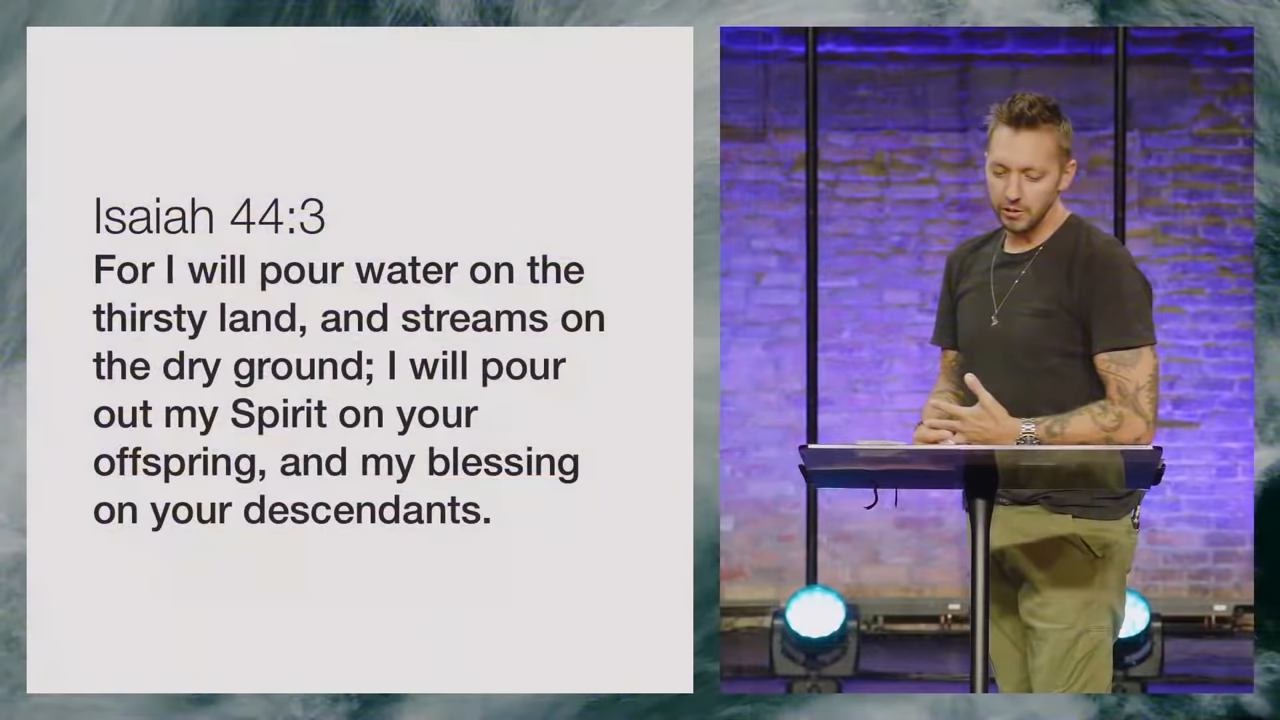 Isaiah 44:3
For I will pour water on the
thirsty land, and streams on
the dry ground; I will pour
out my Spirit on your
offspring, and my blessing
on your descendants.